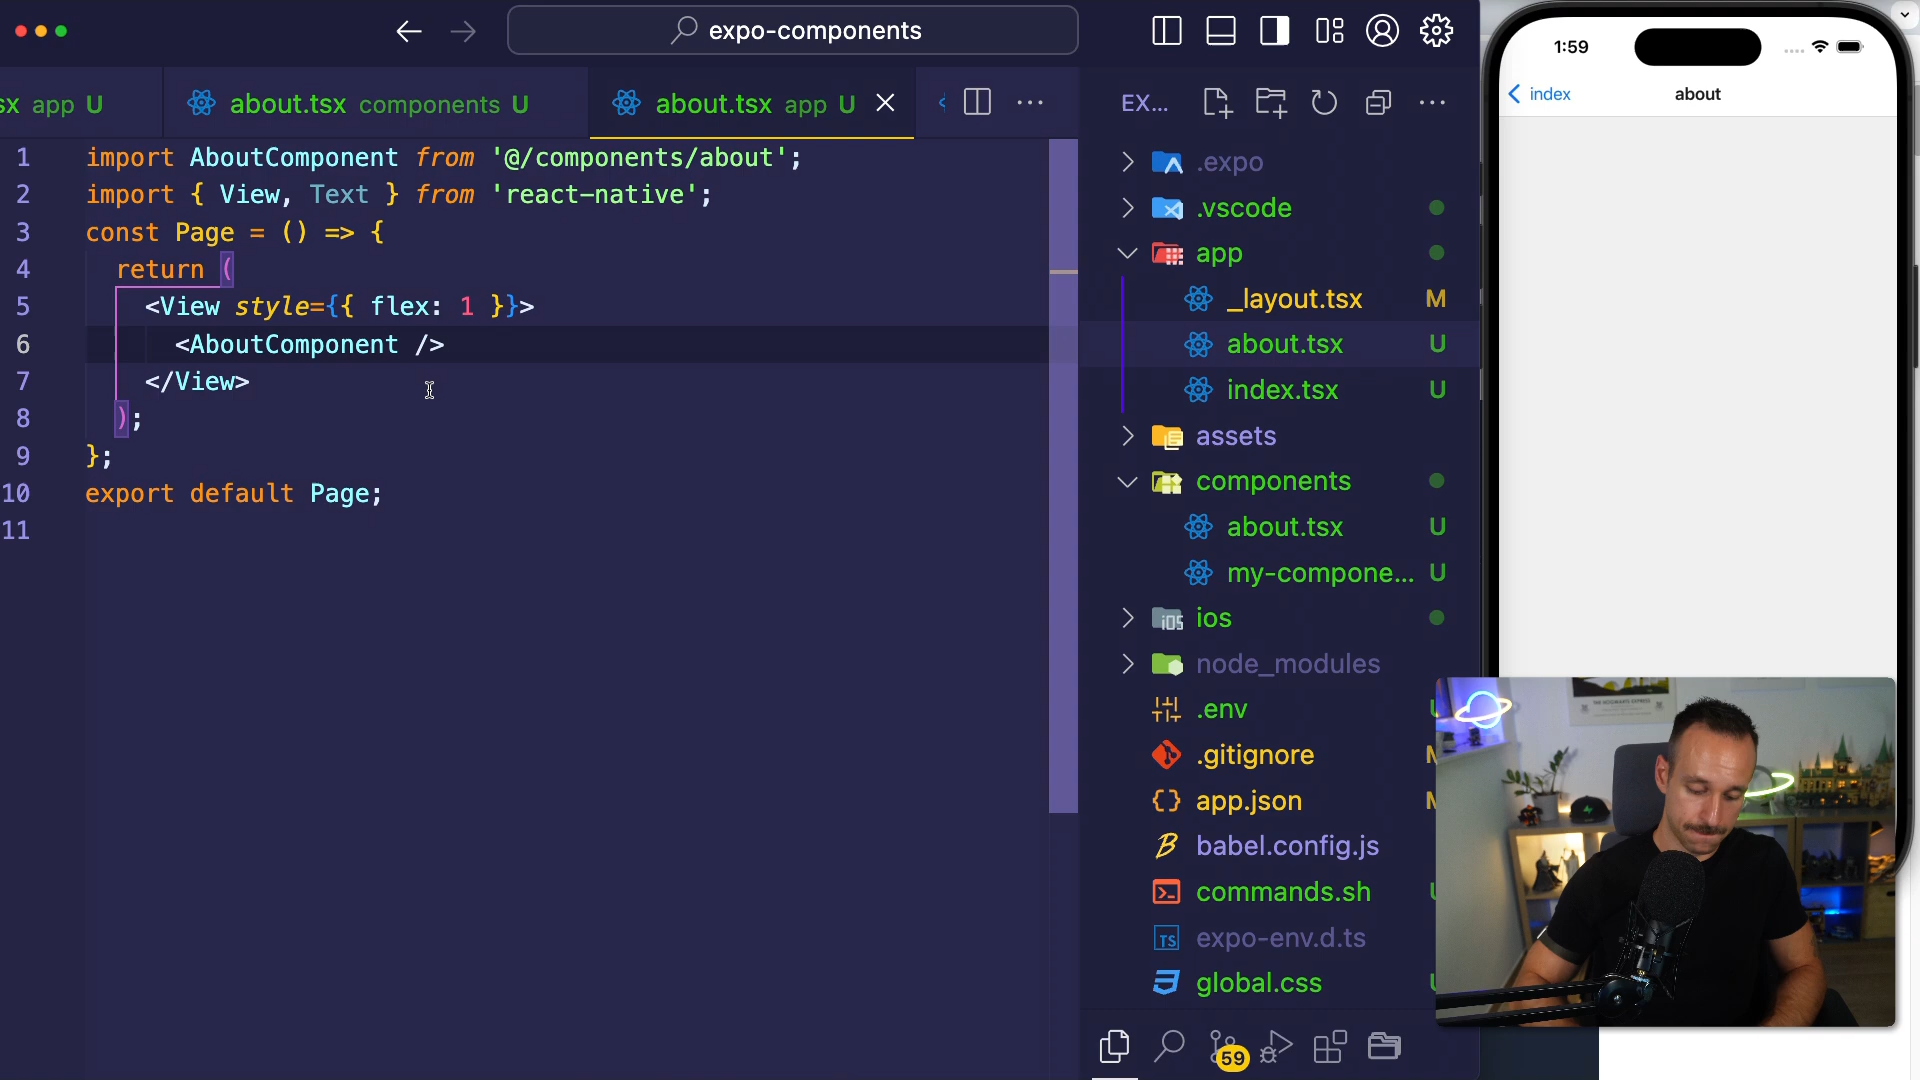 expo-components
sx app U
about.tsx components U
about.tsx app U
1 import AboutComponent from '@/components/about';
2 import { View, Text } from 'react-native';
3 const Page = () => {
4 return (
5 <View style={{ flex: 1 }}>
6 <AboutComponent />
7 </View>
8 );
9 };
10 export default Page;
11
EX...
.expo
.vscode
app
_layout.tsx M
about.tsx U
index.tsx U
assets
components
about.tsx U
my-compone... U
ios
node_modules
.env
.gitignore
app.json
babel.config.js
commands.sh
TS expo-env.d.ts
global.css
59
1:59
index
about